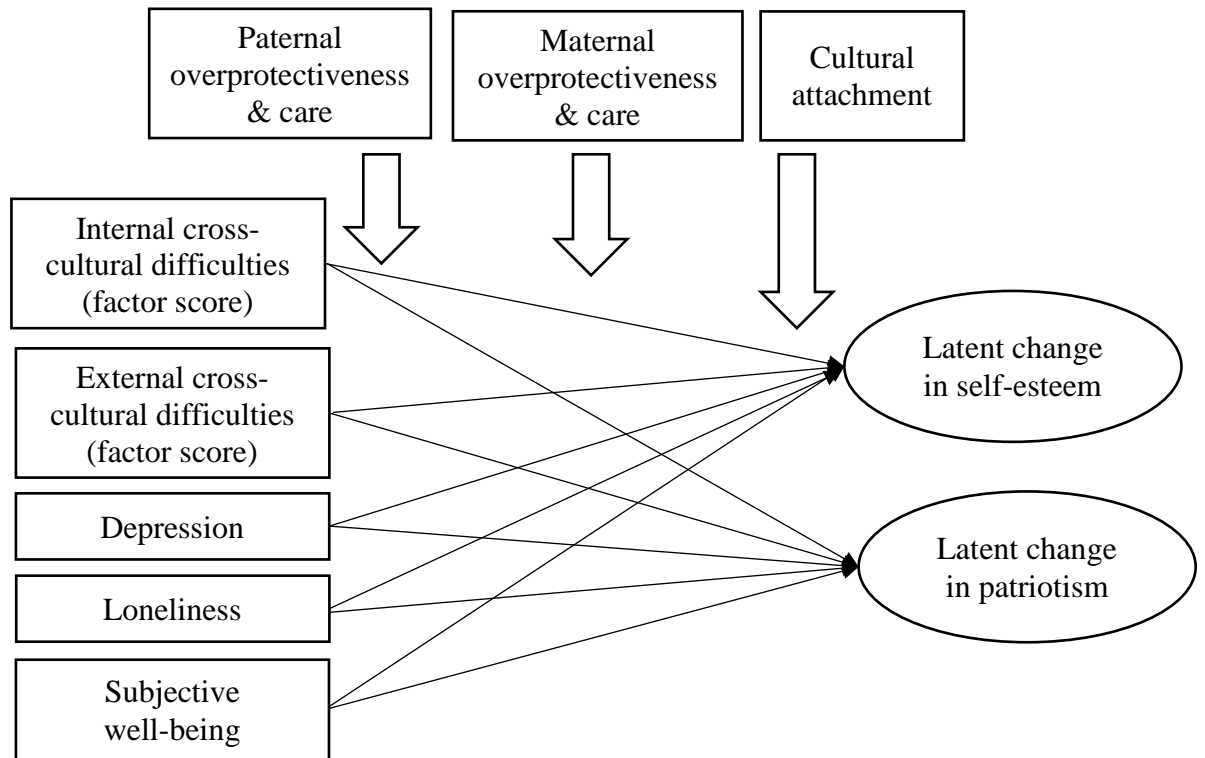 Paternal
overprotectiveness
& care
Maternal
overprotectiveness
& care
Cultural
attachment
Internal cross-
cultural difficulties
(factor score)
External cross-
cultural difficulties
(factor score)
Depression
Loneliness
Subjective
well-being
Latent change
in self-esteem
Latent change
in patriotism